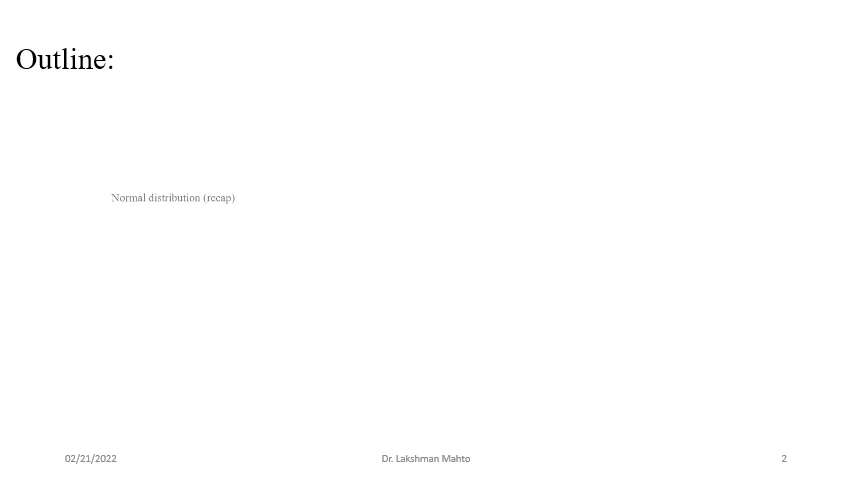 Outline:
Normal distribution (recap)
02/21/2022
Dr. Lakshman Mahto
2